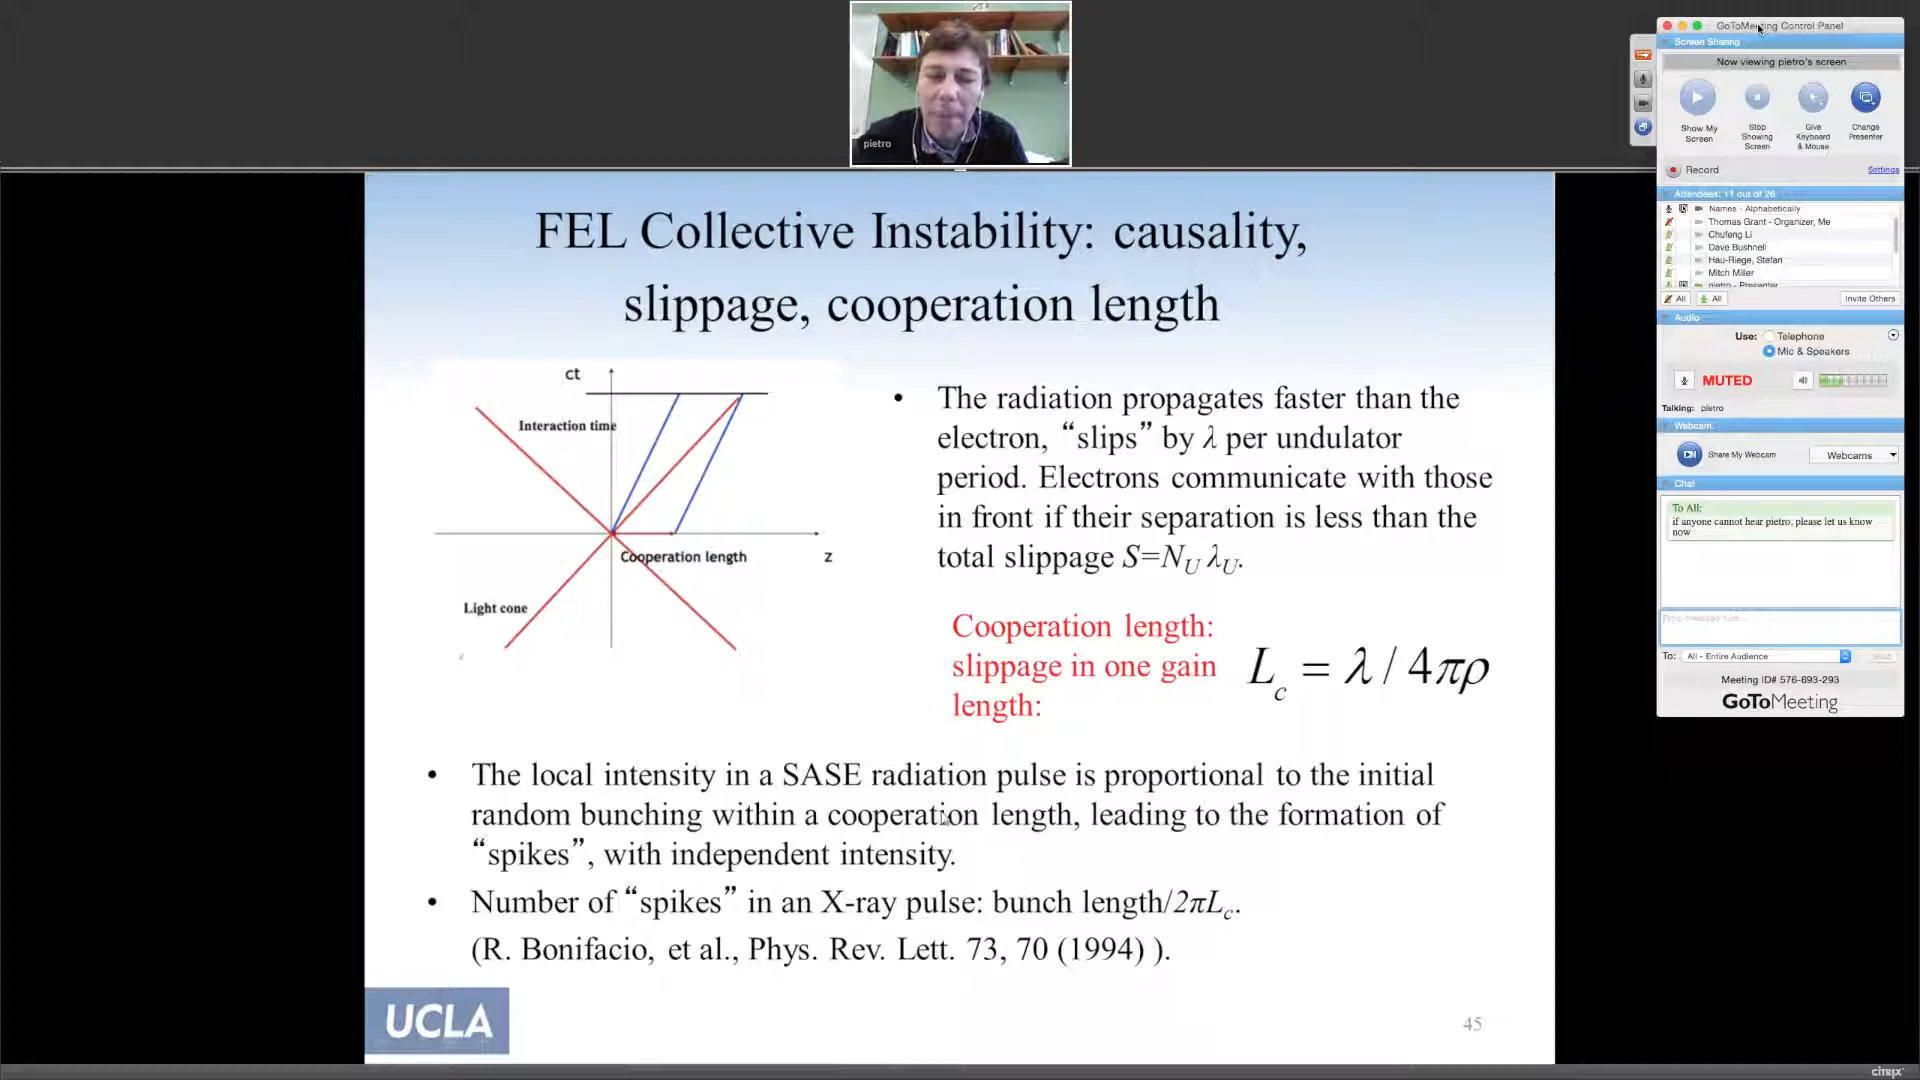 pietro
FEL Collective Instability: causality,
slippage, cooperation length
ct
Interaction time
Cooperation length
z
Light cone
• The radiation propagates faster than the
electron, “slips” by λ per undulator
period. Electrons communicate with those
in front if their separation is less than the
total slippage S=N_U λ_U.
Cooperation length:
slippage in one gain
length:
L_c = λ / 4πρ
• The local intensity in a SASE radiation pulse is proportional to the initial
random bunching within a cooperation length, leading to the formation of
“spikes”, with independent intensity.
• Number of “spikes” in an X-ray pulse: bunch length/2πL_c.
(R. Bonifacio, et al., Phys. Rev. Lett. 73, 70 (1994) ).
UCLA
45
GoToMeeting Control Panel
Screen Sharing
Now viewing pietro's screen
Show My
Screen
Stop
Showing
Screen
Give
Keyboard
& Mouse
Change
Presenter
Record
Settings
Attendees: 11 out of 26
Names - Alphabetically
Thomas Grant - Organizer, Me
Chufeng Li
Dave Bushnell
Hau-Riege, Stefan
Mitch Miller
pietro - Presenter
All
All
Invite Others
Audio
Use: Telephone
Mic & Speakers
MUTED
Talking: pietro
Webcam
Share My Webcam
Webcams
Chat
To All:
if anyone cannot hear pietro, please let us know
now
To: All - Entire Audience
Meeting ID# 576-693-293
GoToMeeting
citrix